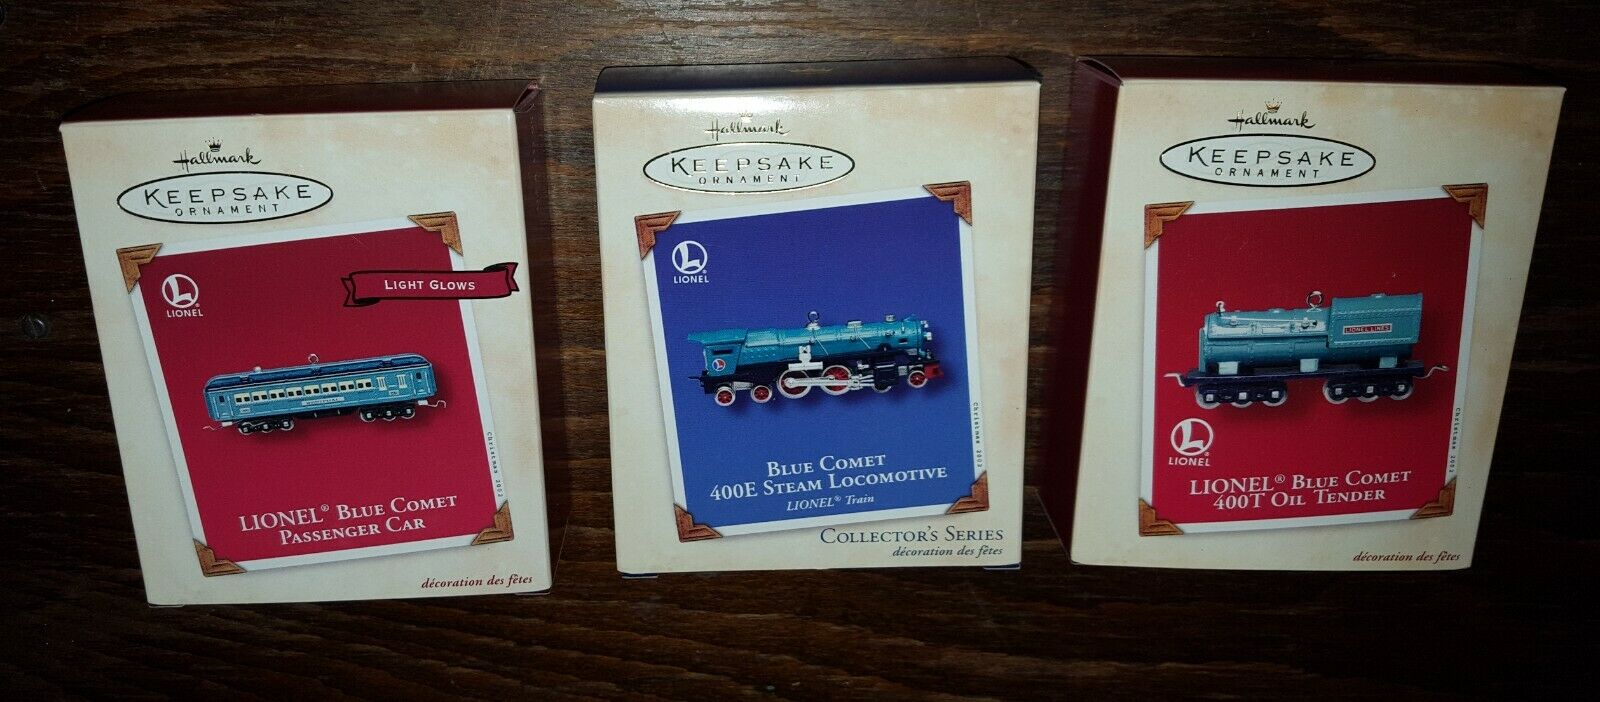 Hallmark
KEEPSAKE
ORNAMENT
LIGHT GLOWS
L
LIONEL®
Christmas 2002
LIONEL® BLUE COMET
PASSENGER CAR
décoration des fêtes
Hallmark
KEEPSAKE
ORNAMENT
L
LIONEL®
Christmas 2002
BLUE COMET
400E STEAM LOCOMOTIVE
LIONEL® Train
COLLECTOR'S SERIES
décoration des fêtes
Hallmark
KEEPSAKE
ORNAMENT
LIONEL LINES
Christmas 2002
L
LIONEL®
LIONEL® BLUE COMET
400T OIL TENDER
décoration des fêtes